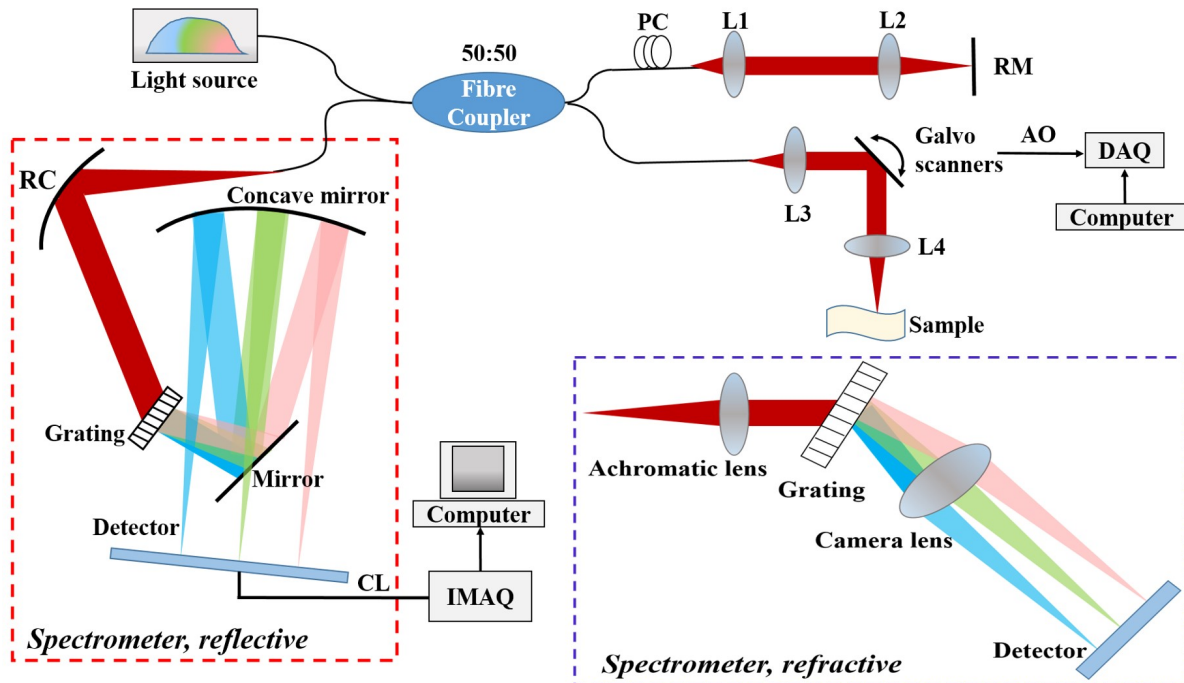 Light source
50:50
Fibre
Coupler
PC
L1
L2
RM
L3
Galvo
scanners
AO
DAQ
Computer
L4
Sample
RC
Concave mirror
Grating
Mirror
Detector
CL
IMAQ
Computer
Spectrometer, reflective
Achromatic lens
Grating
Camera lens
Detector
Spectrometer, refractive